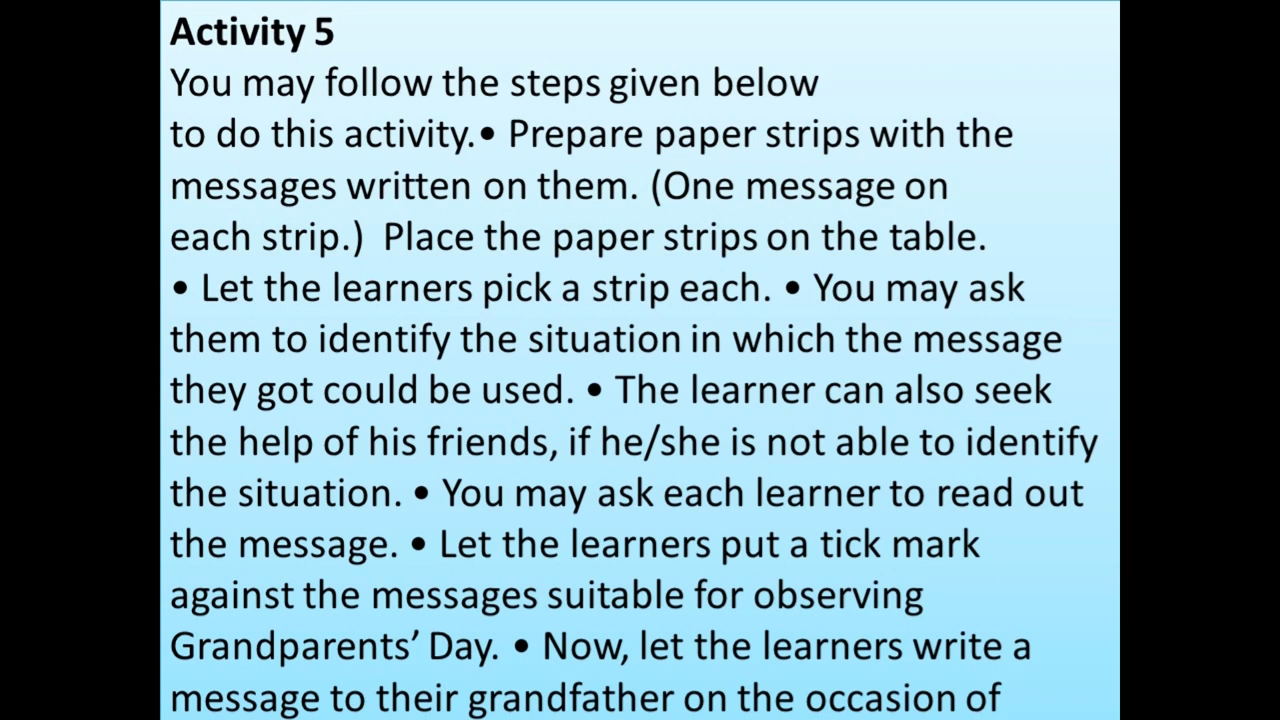 Activity 5
You may follow the steps given below
to do this activity.• Prepare paper strips with the
messages written on them. (One message on
each strip.)  Place the paper strips on the table.
• Let the learners pick a strip each. • You may ask
them to identify the situation in which the message
they got could be used. • The learner can also seek
the help of his friends, if he/she is not able to identify
the situation. • You may ask each learner to read out
the message. • Let the learners put a tick mark
against the messages suitable for observing
Grandparents’ Day. • Now, let the learners write a
message to their grandfather on the occasion of